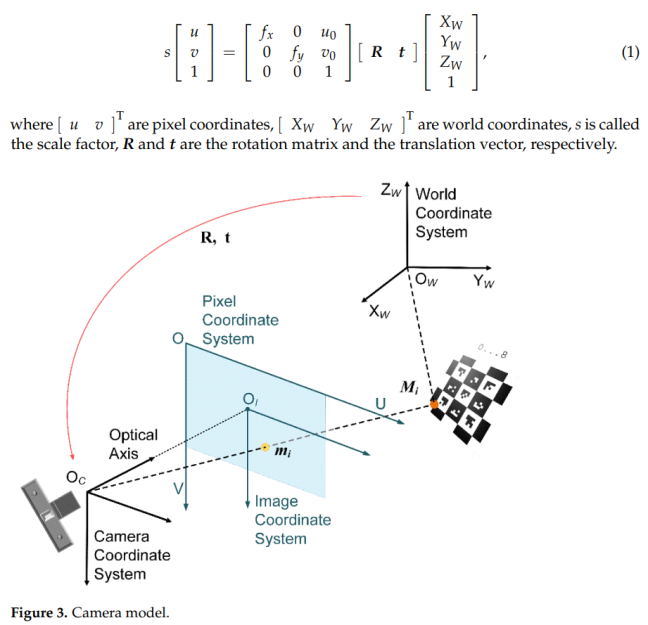 s [ u v 1 ] = [ fx 0 u0 0 fy v0 0 0 1 ] [ R t ] [ XW YW ZW 1 ] , (1)
where [ u v ]T are pixel coordinates, [ XW YW ZW ]T are world coordinates, s is called
the scale factor, R and t are the rotation matrix and the translation vector, respectively.
ZW
World
Coordinate
System
R, t
OW
YW
XW
Pixel
Coordinate
System
O
0...8
Mi
U
Oi
Optical
Axis
mi
OC
V
Image
Coordinate
System
Camera
Coordinate
System
Figure 3. Camera model.